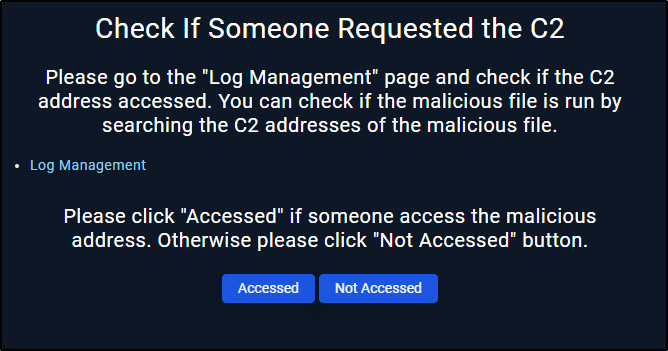 Check If Someone Requested the C2
Please go to the "Log Management" page and check if the C2
address accessed. You can check if the malicious file is run by
searching the C2 addresses of the malicious file.
Log Management
Please click "Accessed" if someone access the malicious
address. Otherwise please click "Not Accessed" button.
Accessed Not Accessed